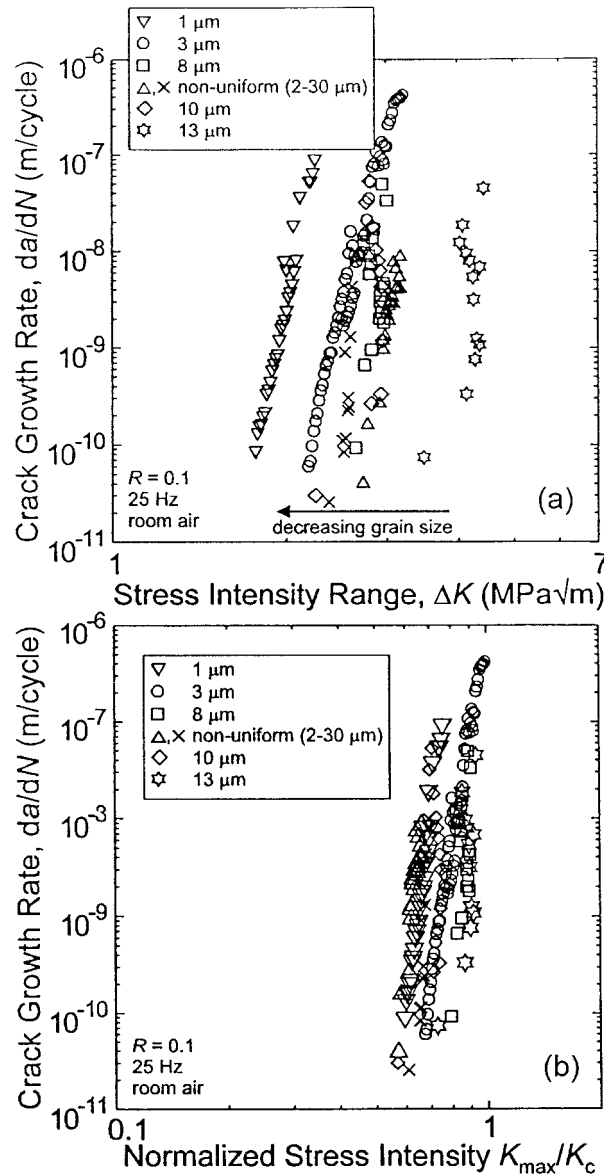 1 μm
3 μm
8 μm
non-uniform (2-30 μm)
10 μm
13 μm
10⁻⁶
10⁻⁷
10⁻⁸
10⁻⁹
10⁻¹⁰
10⁻¹¹
Crack Growth Rate, da/dN (m/cycle)
R = 0.1
25 Hz
room air
decreasing grain size
(a)
1
7
Stress Intensity Range, ΔK (MPa√m)
10⁻⁶
10⁻⁷
10⁻³
10⁻⁹
10⁻¹⁰
10⁻¹¹
Crack Growth Rate, da/dN (m/cycle)
1 μm
3 μm
8 μm
non-uniform (2-30 μm)
10 μm
13 μm
R = 0.1
25 Hz
room air
(b)
0.1
1
Normalized Stress Intensity Kmax/Kc